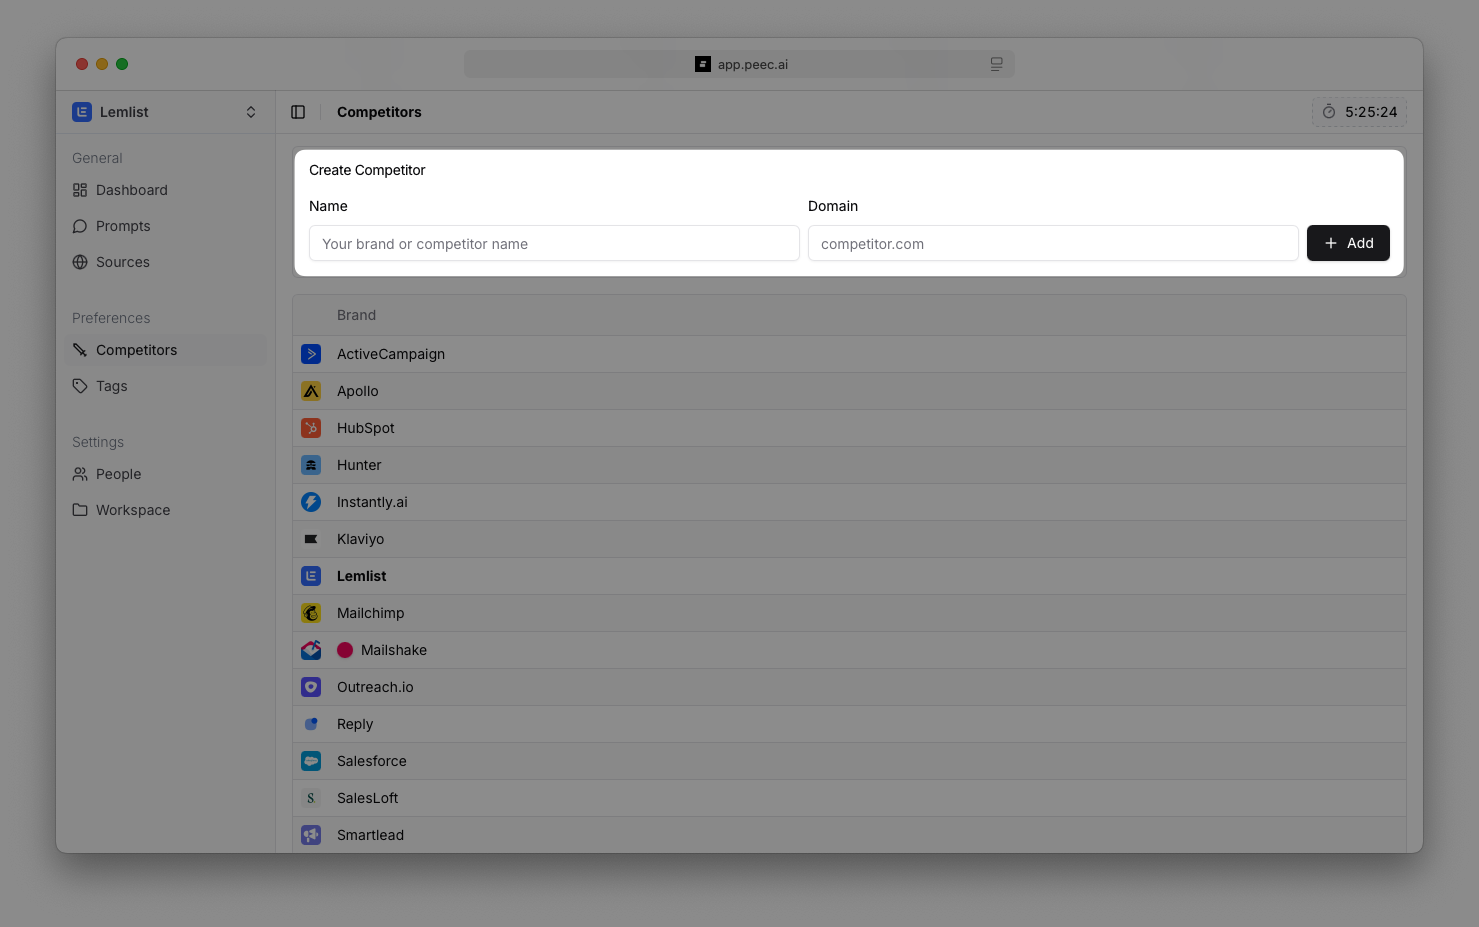 app.peec.ai
Lemlist
Competitors
5:25:24
General
Dashboard
Prompts
Sources
Preferences
Competitors
Tags
Settings
People
Workspace
Create Competitor
Name
Domain
Your brand or competitor name
competitor.com
Add
Brand
ActiveCampaign
Apollo
HubSpot
Hunter
Instantly.ai
Klaviyo
Lemlist
Mailchimp
Mailshake
Outreach.io
Reply
Salesforce
S SalesLoft
Smartlead